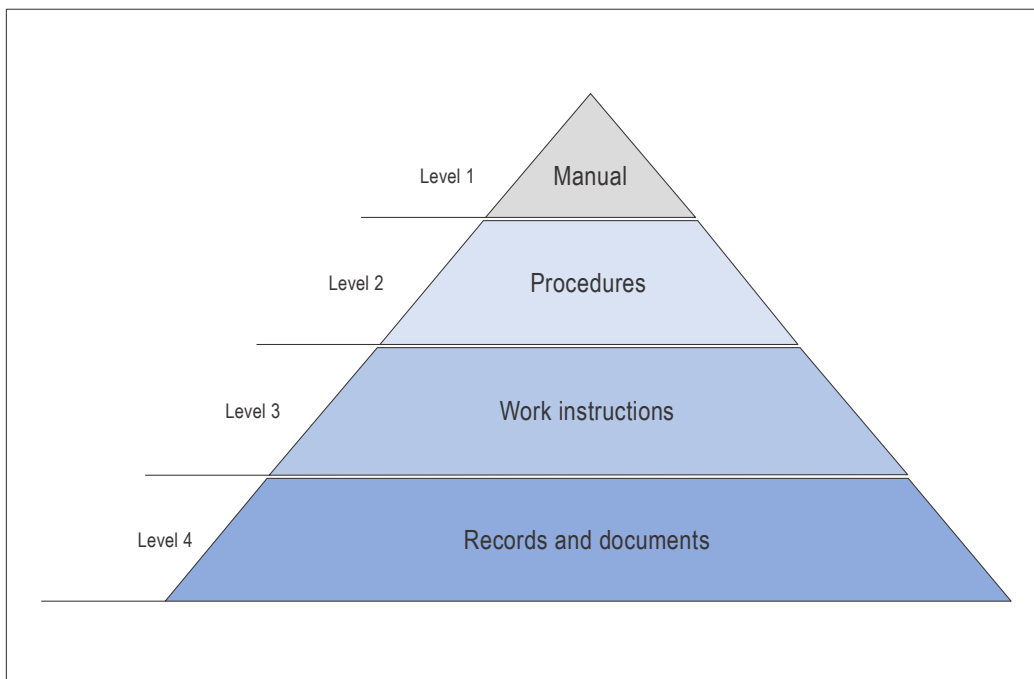 Level 1
Manual
Level 2
Procedures
Level 3
Work instructions
Level 4
Records and documents